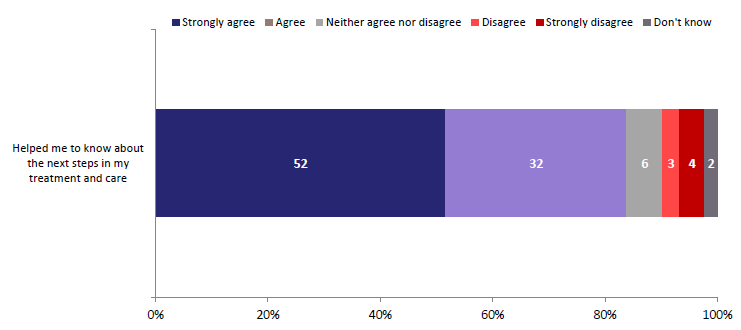 Strongly agree Agree Neither agree nor disagree Disagree Strongly disagree Don't know
Helped me to know about
the next steps in my
treatment and care
52 32 6 3 4 2
0% 20% 40% 60% 80% 100%